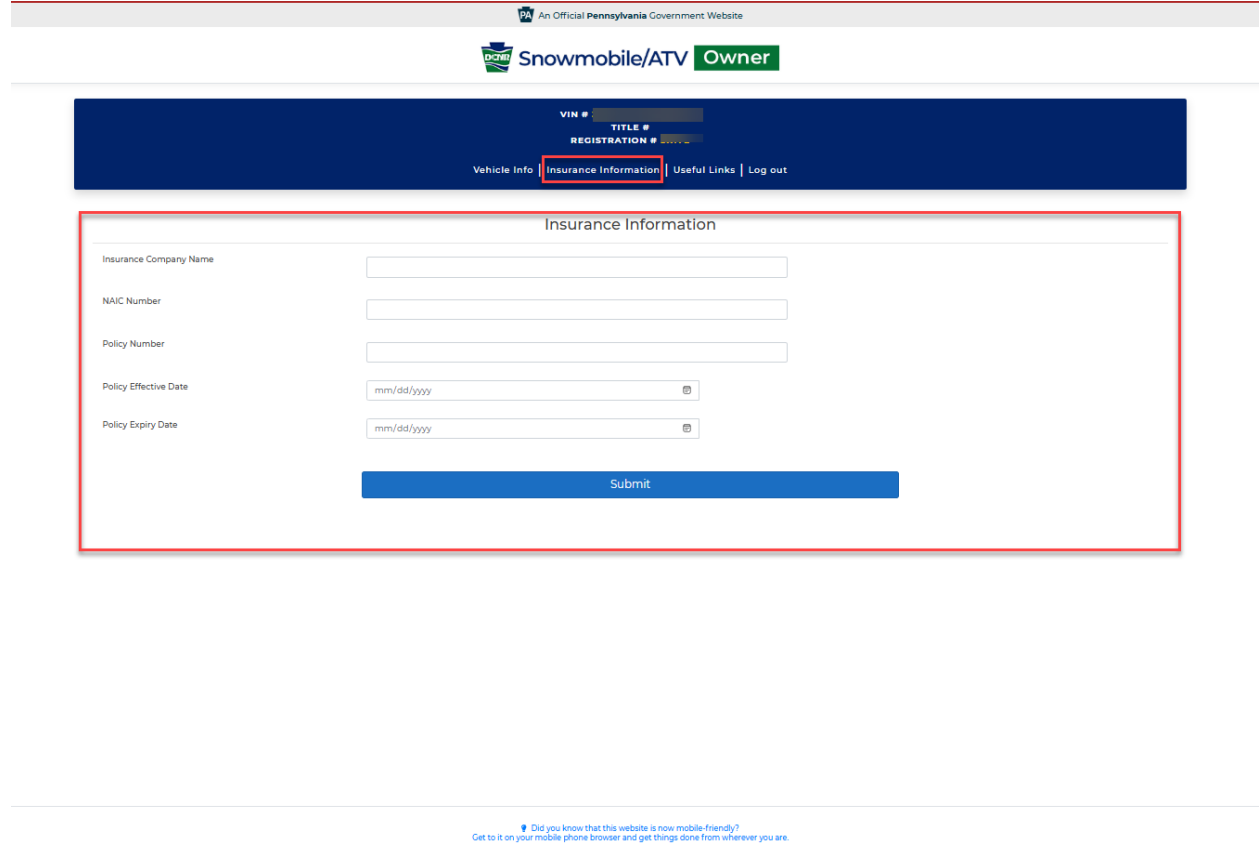 PA An Official Pennsylvania Government Website
DCNR Snowmobile/ATV Owner
VIN #
TITLE #
REGISTRATION #
Vehicle Info | Insurance Information | Useful Links | Log out
Insurance Information
Insurance Company Name
NAIC Number
Policy Number
Policy Effective Date mm/dd/yyyy
Policy Expiry Date mm/dd/yyyy
Submit
Did you know that this website is now mobile-friendly?
Get to it on your mobile phone browser and get things done from wherever you are.